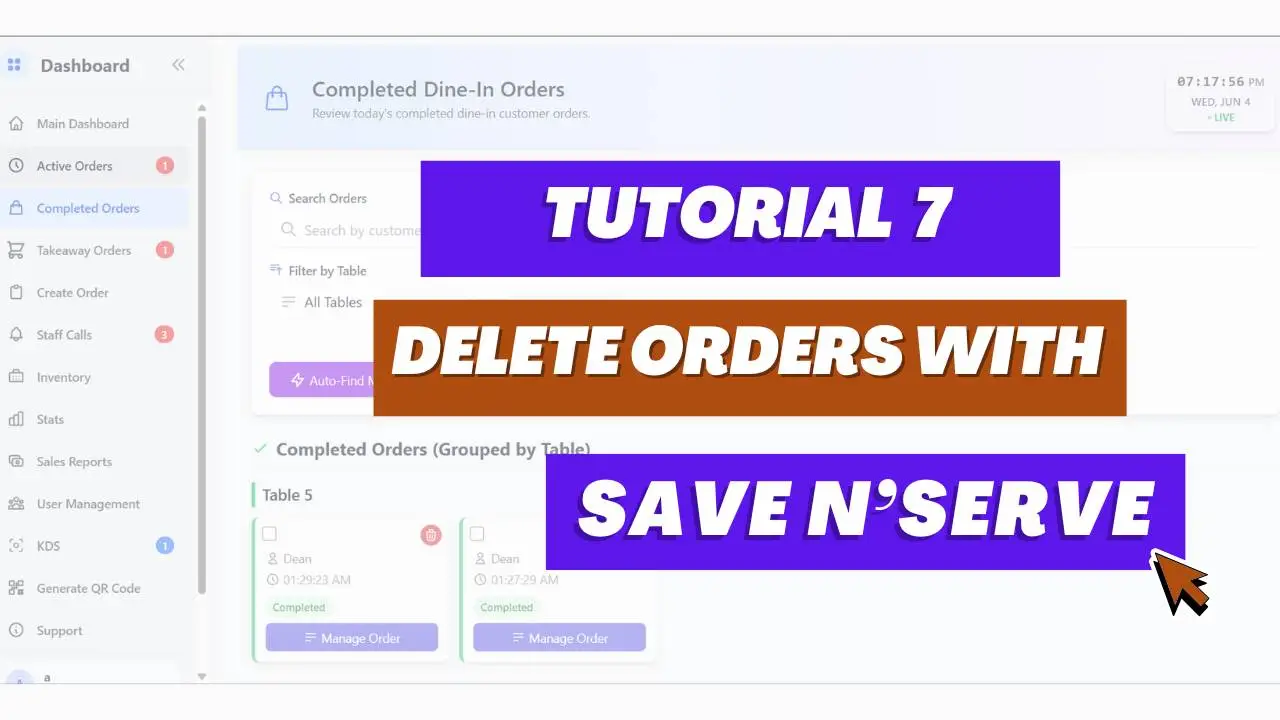 Dashboard
Main Dashboard
Active Orders 1
Completed Orders
Takeaway Orders 1
Create Order
Staff Calls 3
Inventory
Stats
Sales Reports
User Management
KDS 1
Generate QR Code
Support
a
Completed Dine-In Orders
Review today's completed dine-in customer orders.
07:17:56 PM
WED, JUN 4
LIVE
Search Orders
Search by custome
Filter by Table
All Tables
Auto-Find M
TUTORIAL 7
DELETE ORDERS WITH
SAVE N'SERVE
Completed Orders (Grouped by Table)
Table 5
Dean
01:29:23 AM
Completed
Manage Order
Dean
01:27:29 AM
Completed
Manage Order